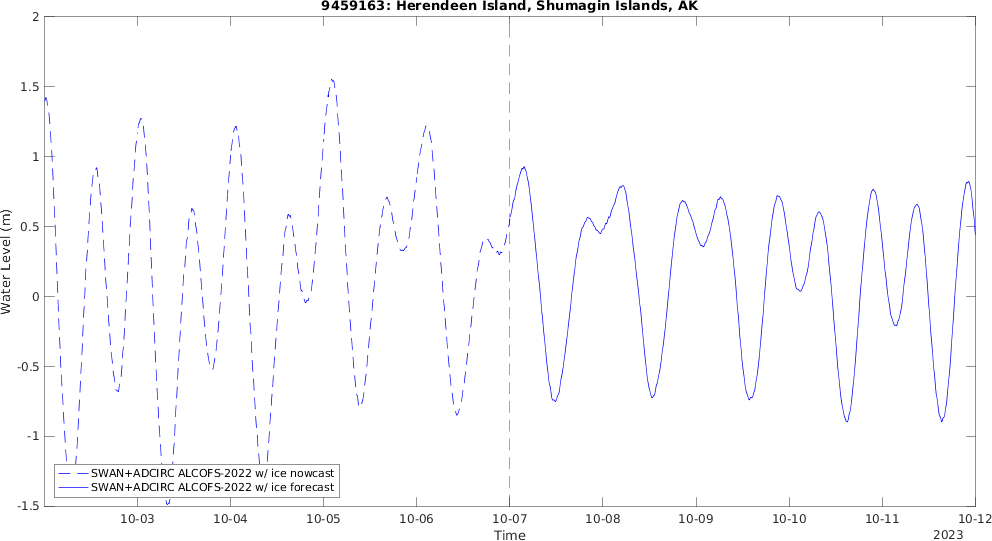 9459163: Herendeen Island, Shumagin Islands, AK
2
1.5
1
0.5
0
-0.5
-1
-1.5
Water Level (m)
SWAN+ADCIRC ALCOFS-2022 w/ ice nowcast
SWAN+ADCIRC ALCOFS-2022 w/ ice forecast
10-03 10-04 10-05 10-06 10-07 10-08 10-09 10-10 10-11 10-12
Time
2023